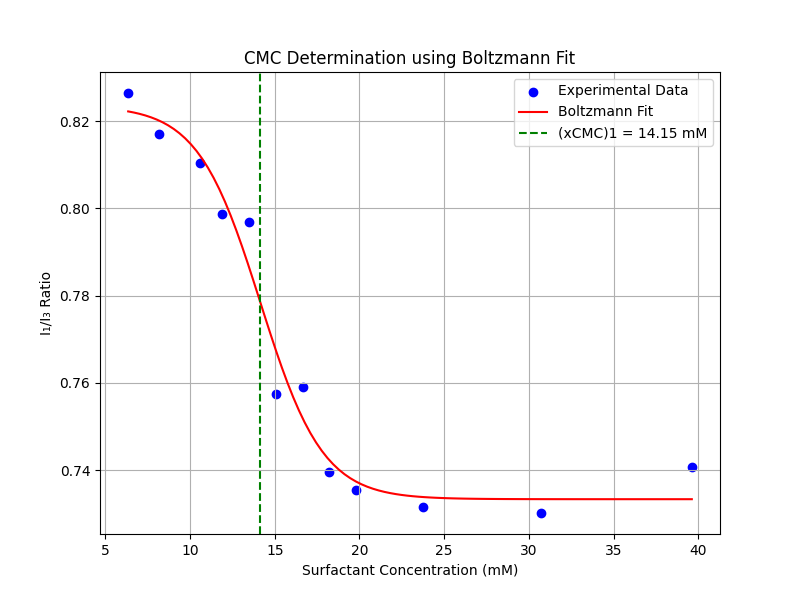 CMC Determination using Boltzmann Fit
Experimental Data
Boltzmann Fit
(xCMC)1 = 14.15 mM
I₁/I₃ Ratio
0.82
0.80
0.78
0.76
0.74
5 10 15 20 25 30 35 40
Surfactant Concentration (mM)